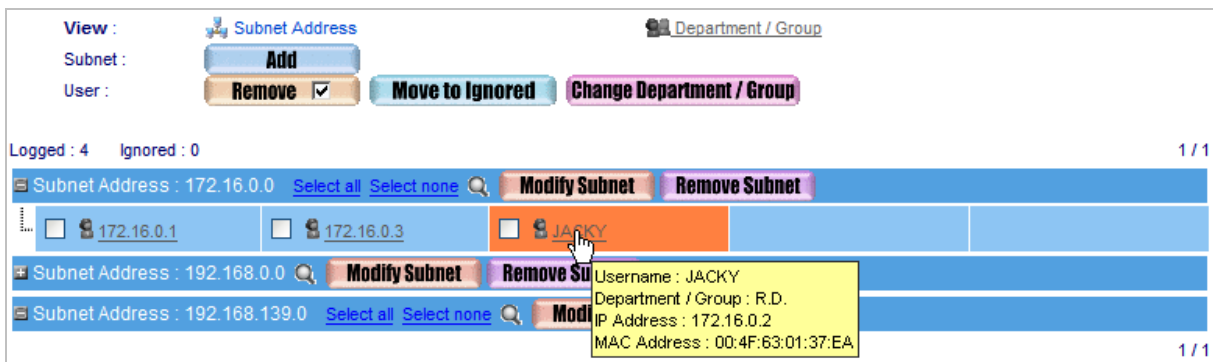 View : Subnet Address Department / Group
Subnet : Add
User : Remove Move to Ignored Change Department / Group
Logged : 4 Ignored : 0 1 / 1
Subnet Address : 172.16.0.0 Select all Select none Modify Subnet Remove Subnet
172.16.0.1 172.16.0.3 JACKY
Subnet Address : 192.168.0.0 Modify Subnet Remove Su
Username : JACKY
Department / Group : R.D.
Subnet Address : 192.168.139.0 Select all Select none Modi
IP Address : 172.16.0.2
MAC Address : 00:4F:63:01:37:EA
1 / 1